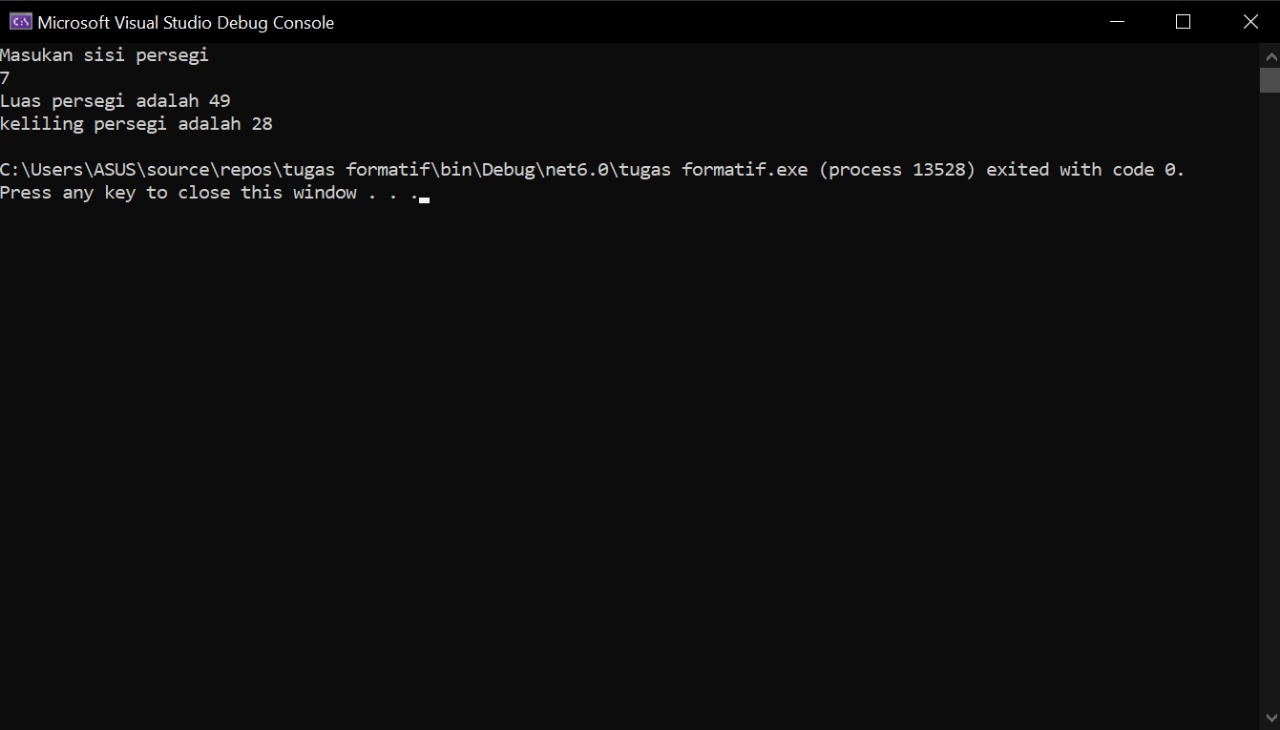 Microsoft Visual Studio Debug Console
Masukan sisi persegi
7
Luas persegi adalah 49
keliling persegi adalah 28
C:\Users\ASUS\source\repos\tugas formatif\bin\Debug\net6.0\tugas formatif.exe (process 13528) exited with code 0.
Press any key to close this window . . .